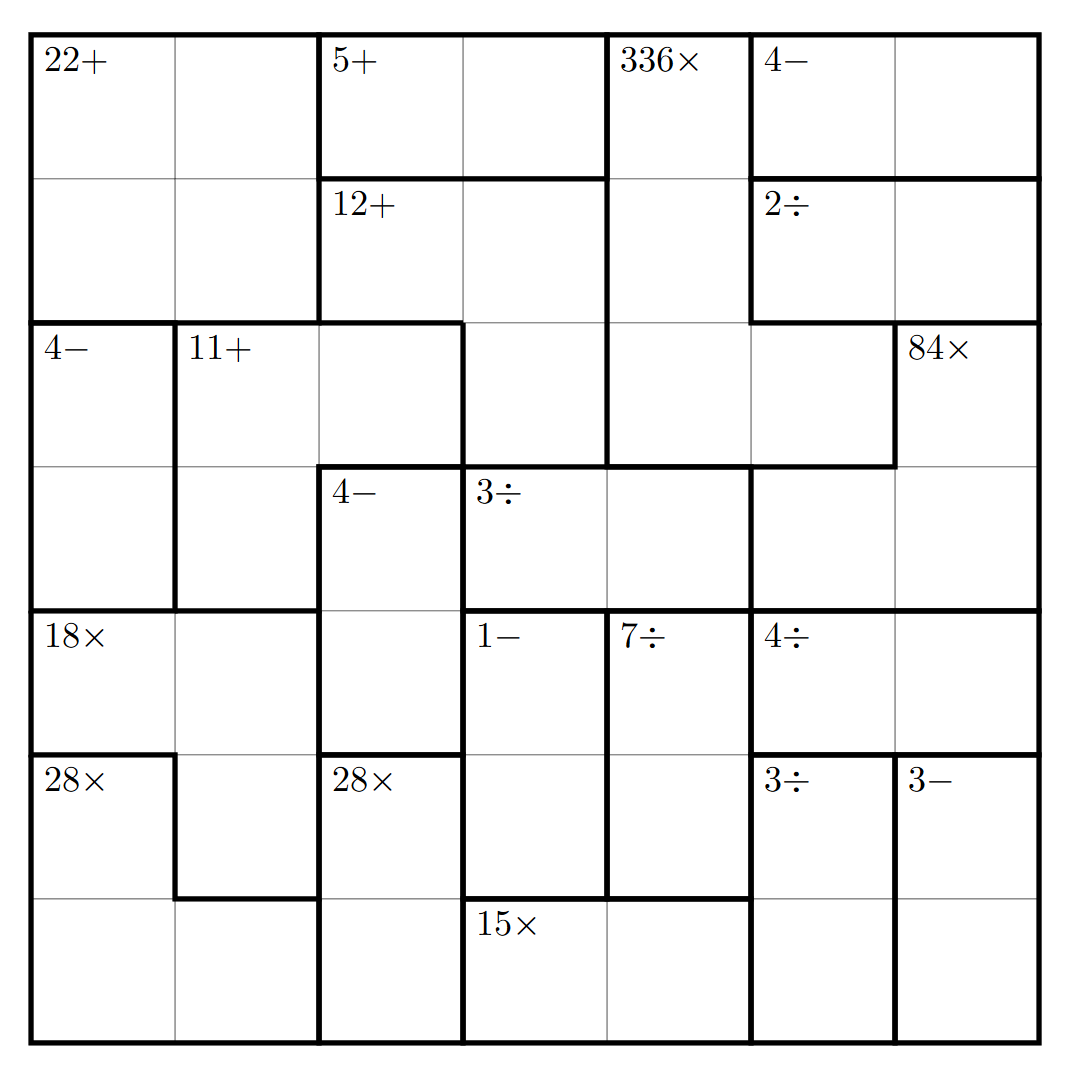 22+ 5+ 336× 4−
12+ 2÷
4− 11+ 84×
4− 3÷
18× 1− 7÷ 4÷
28× 28× 3÷ 3−
15×